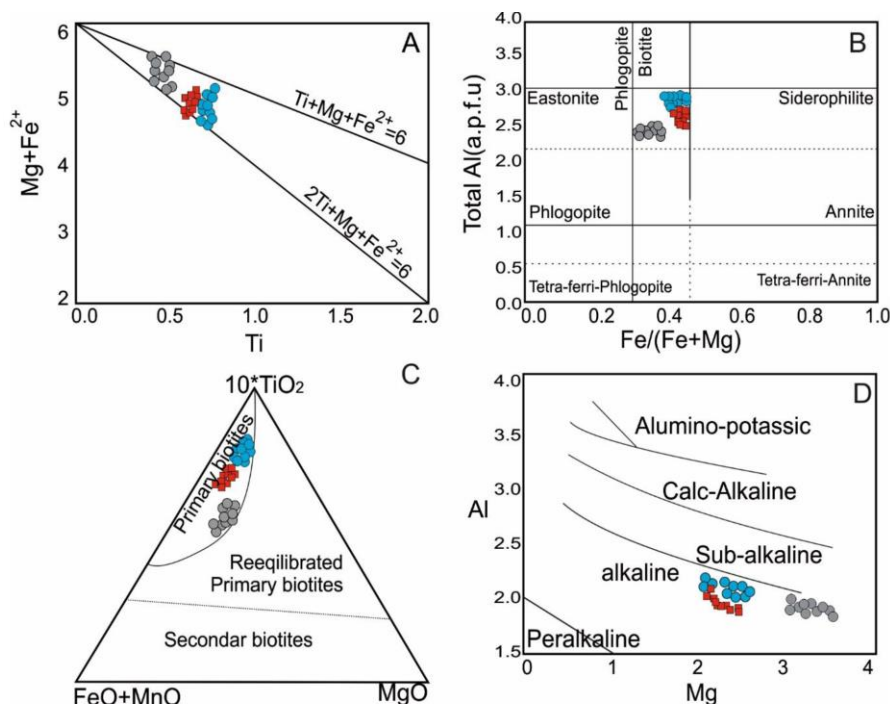 A
Mg+Fe2+
6
5
4
3
2
Ti+Mg+Fe2+=6
2Ti+Mg+Fe2+=6
0.0 0.5 1.0 1.5 2.0
Ti
B
Total Al(a.p.f.u)
4.0
3.5
3.0
2.5
2.0
1.5
1.0
0.5
0.0
Phlogopite
Biotite
Eastonite
Siderophilite
Phlogopite
Annite
Tetra-ferri-Phlogopite
Tetra-ferri-Annite
0.0 0.2 0.4 0.6 0.8 1.0
Fe/(Fe+Mg)
C
10*TiO2
Primary biotites
Reeqilibrated
Primary biotites
Secondar biotites
FeO+MnO
MgO
D
Al
4.0
3.5
3.0
2.5
2.0
1.5
Alumino-potassic
Calc-Alkaline
Sub-alkaline
alkaline
Peralkaline
0 1 2 3 4
Mg